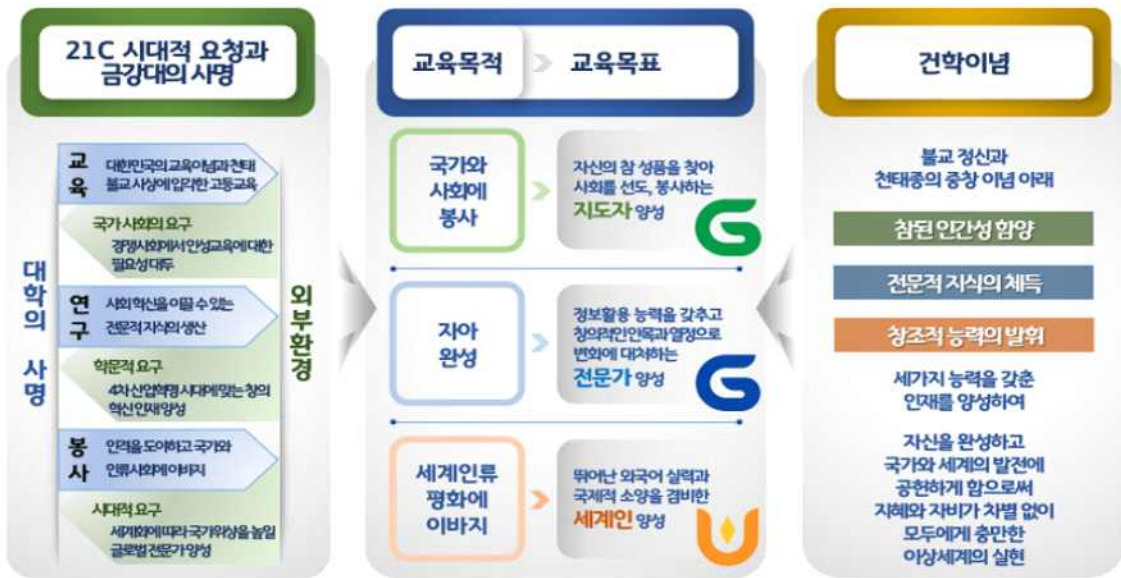 21C 시대적 요청과
금강대의 사명
대학의 사명
외부환경
교육
대한민국의 교육이념과 천태
불교 사상에 입각한 고등교육
국가 사회의 요구
경쟁사회에서 인성교육에 대한
필요성 대두
연구
사회 혁신을 이끌 수 있는
전문적 지식의 생산
학문적 요구
4차 산업혁명 시대에 맞는 창의
혁신인재 양성
봉사
인격을 도야하고 국가와
인류사회에 이바지
시대적 요구
세계화에 따라 국가위상을 높일
글로벌 전문가 양성
교육목적
교육목표
국가와
사회에
봉사
자신의 참 성품을 찾아
사회를 선도, 봉사하는
지도자 양성
G
자아
완성
정보활용 능력을 갖추고
창의적인 안목과 열정으로
변화에 대처하는
전문가 양성
G
세계인류
평화에
이바지
뛰어난 외국어 실력과
국제적 소양을 겸비한
세계인 양성
U
건학이념
불교 정신과
천태종의 중창 이념 아래
참된 인간성 함양
전문적 지식의 체득
창조적 능력의 발휘
세가지 능력을 갖춘
인재를 양성하여
자신을 완성하고
국가와 세계의 발전에
공헌하게 함으로써
지혜와 자비가 차별 없이
모두에게 충만한
이상세계의 실현